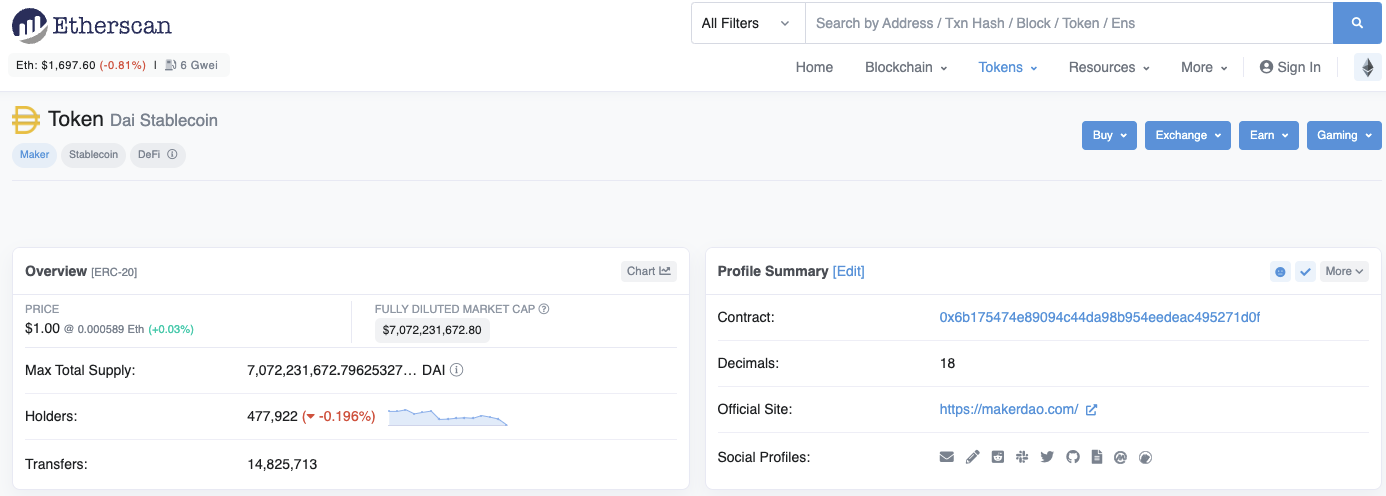 Etherscan
All Filters
Search by Address / Txn Hash / Block / Token / Ens
Eth: $1,697.60 (-0.81%) | 6 Gwei
Home Blockchain Tokens Resources More Sign In
Token Dai Stablecoin
Maker Stablecoin DeFi
Buy Exchange Earn Gaming
Overview [ERC-20]
Chart
PRICE
$1.00 @ 0.000589 Eth (+0.03%)
FULLY DILUTED MARKET CAP
$7,072,231,672.80
Max Total Supply: 7,072,231,672.79625327... DAI
Holders: 477,922 (-0.196%)
Transfers: 14,825,713
Profile Summary [Edit]
More
Contract: 0x6b175474e89094c44da98b954eedeac495271d0f
Decimals: 18
Official Site: https://makerdao.com/
Social Profiles: